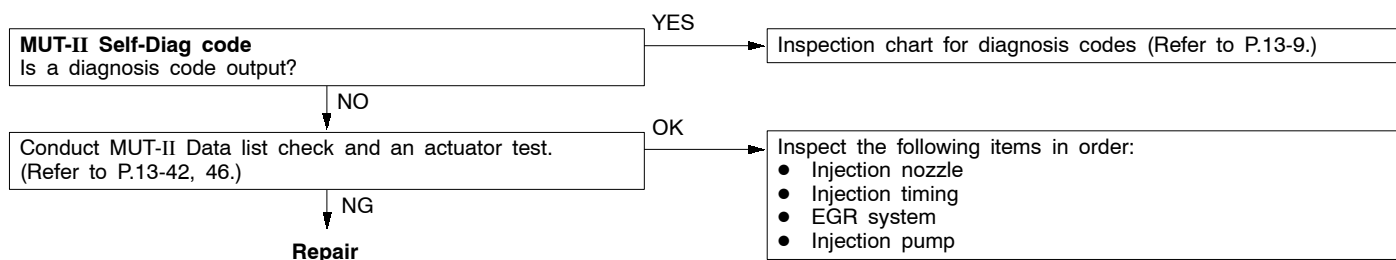 MUT-II Self-Diag code
Is a diagnosis code output?
YES
Inspection chart for diagnosis codes (Refer to P.13-9.)
NO
Conduct MUT-II Data list check and an actuator test.
(Refer to P.13-42, 46.)
OK
Inspect the following items in order:
● Injection nozzle
● Injection timing
● EGR system
● Injection pump
NG
Repair